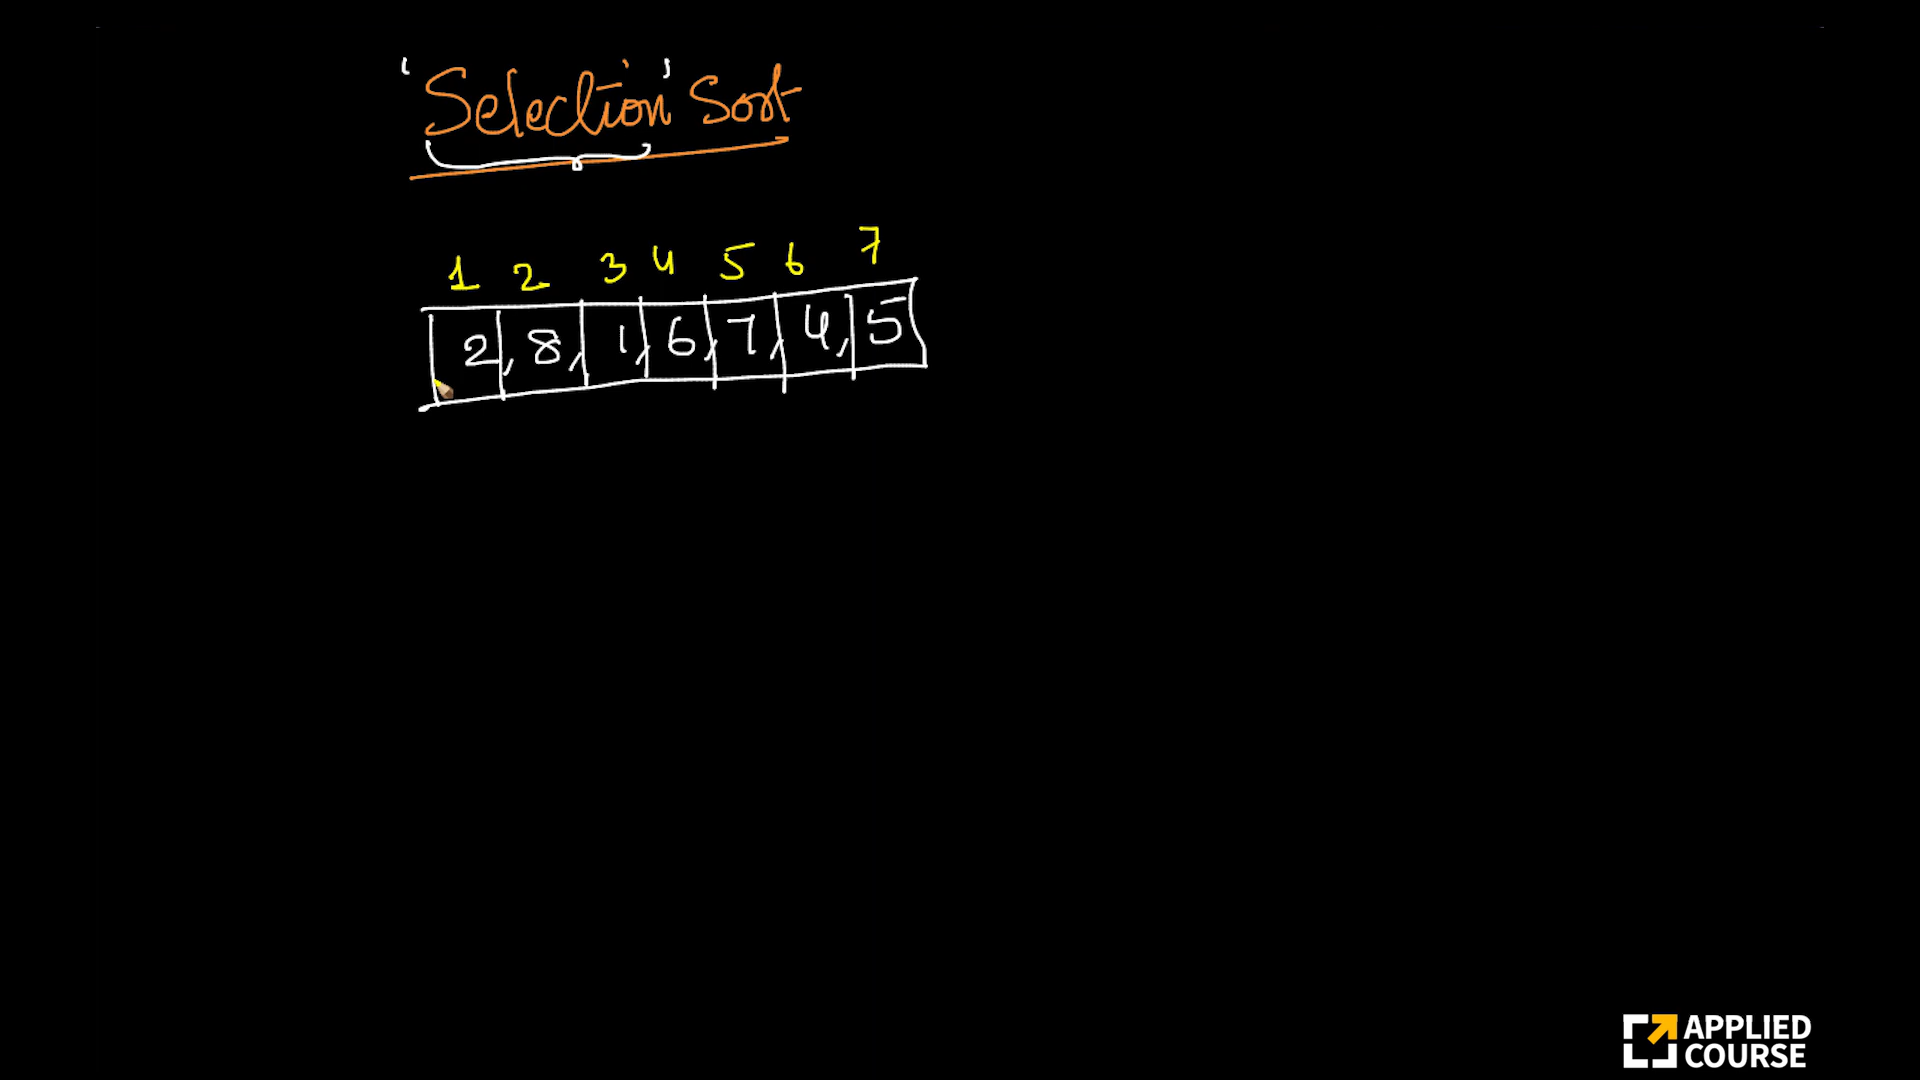 'Selection' Sort
1 2 3 4 5 6 7
2, 8, 1, 6, 7, 4, 5
APPLIED
COURSE